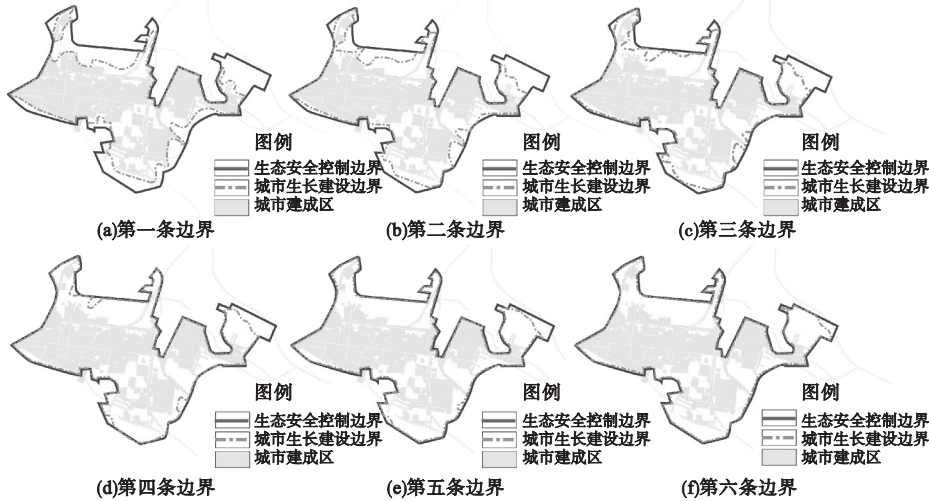 图例
生态安全控制边界
城市生长建设边界
城市建成区
(a)第一条边界
图例
生态安全控制边界
城市生长建设边界
城市建成区
(b)第二条边界
图例
生态安全控制边界
城市生长建设边界
城市建成区
(c)第三条边界
图例
生态安全控制边界
城市生长建设边界
城市建成区
(d)第四条边界
图例
生态安全控制边界
城市生长建设边界
城市建成区
(e)第五条边界
图例
生态安全控制边界
城市生长建设边界
城市建成区
(f)第六条边界